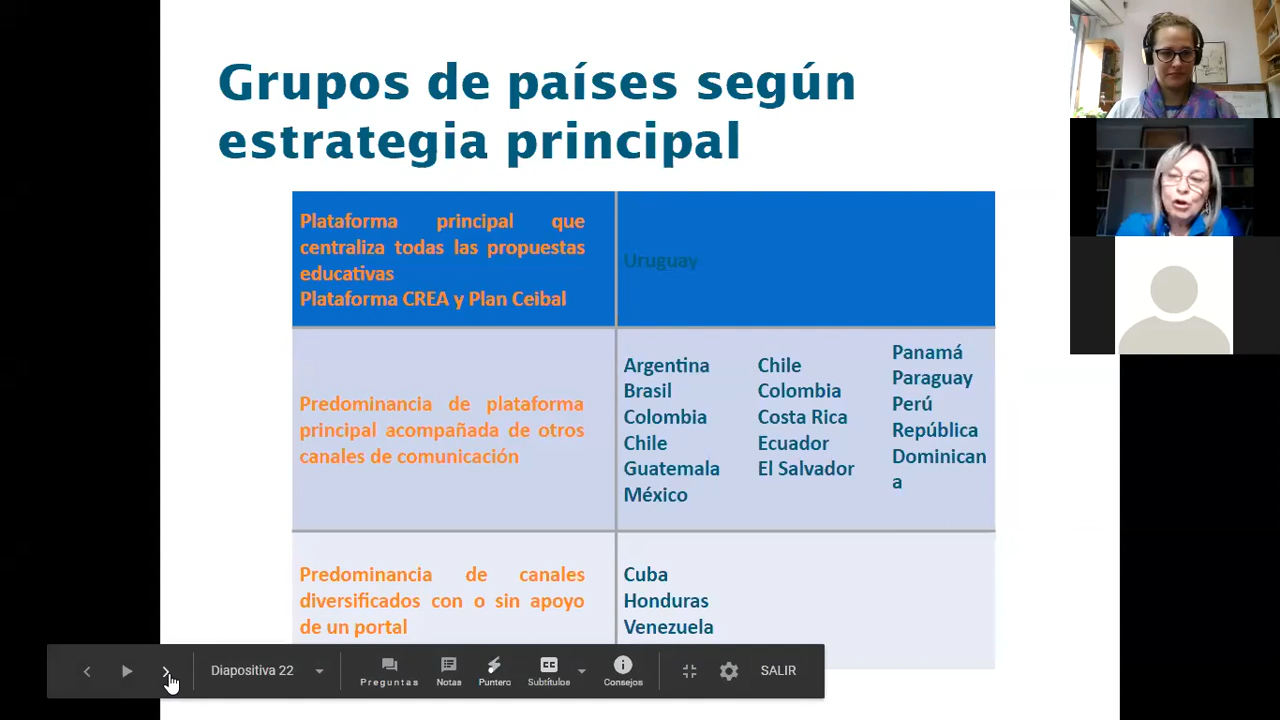 Grupos de países según
estrategia principal
Plataforma principal que
centraliza todas las propuestas
educativas
Plataforma CREA y Plan Ceibal
Uruguay
Predominancia de plataforma
principal acompañada de otros
canales de comunicación
Argentina
Brasil
Colombia
Chile
Guatemala
México
Chile
Colombia
Costa Rica
Ecuador
El Salvador
Panamá
Paraguay
Perú
República
Dominican
a
Predominancia de canales
diversificados con o sin apoyo
de un portal
Cuba
Honduras
Venezuela
Diapositiva 22
Preguntas
Notas
Puntero
CC
Subtítulos
Consejos
SALIR